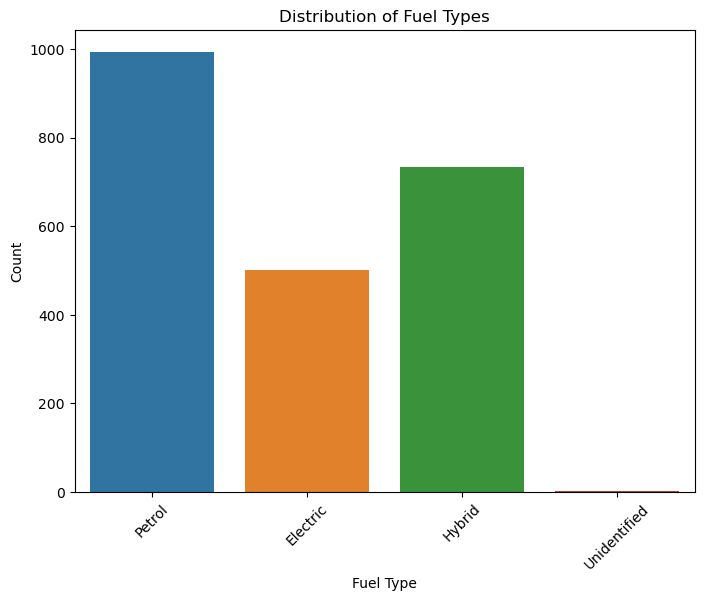 Distribution of Fuel Types
Count
1000
800
600
400
200
0
Petrol
Electric
Hybrid
Unidentified
Fuel Type